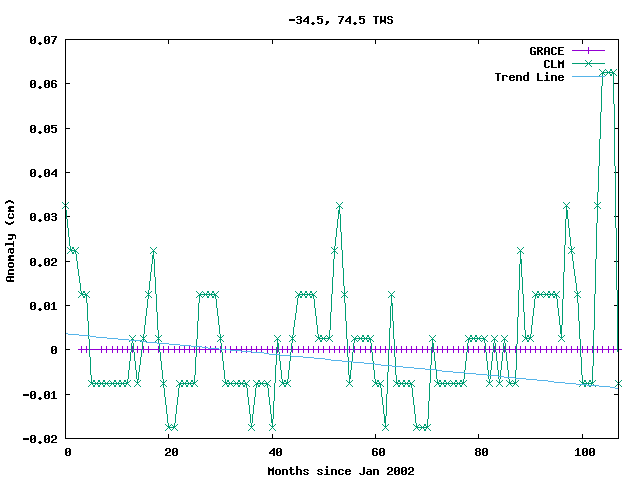 -34.5, 74.5 TWS
GRACE
CLM
Trend Line
0.07
0.06
0.05
0.04
0.03
0.02
0.01
0
-0.01
-0.02
Anomaly (cm)
0 20 40 60 80 100
Months since Jan 2002